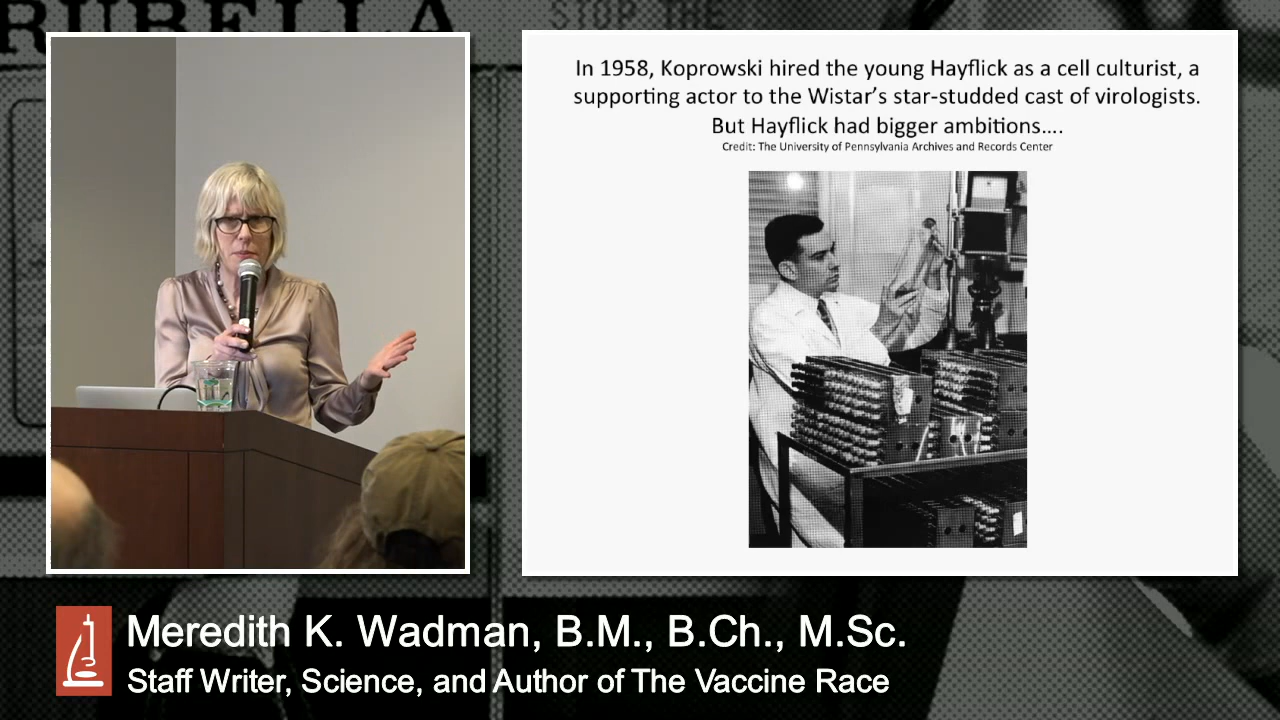 RUBELLA
STOP THE
In 1958, Koprowski hired the young Hayflick as a cell culturist, a
supporting actor to the Wistar's star-studded cast of virologists.
But Hayflick had bigger ambitions....
Credit: The University of Pennsylvania Archives and Records Center
Meredith K. Wadman, B.M., B.Ch., M.Sc.
Staff Writer, Science, and Author of The Vaccine Race